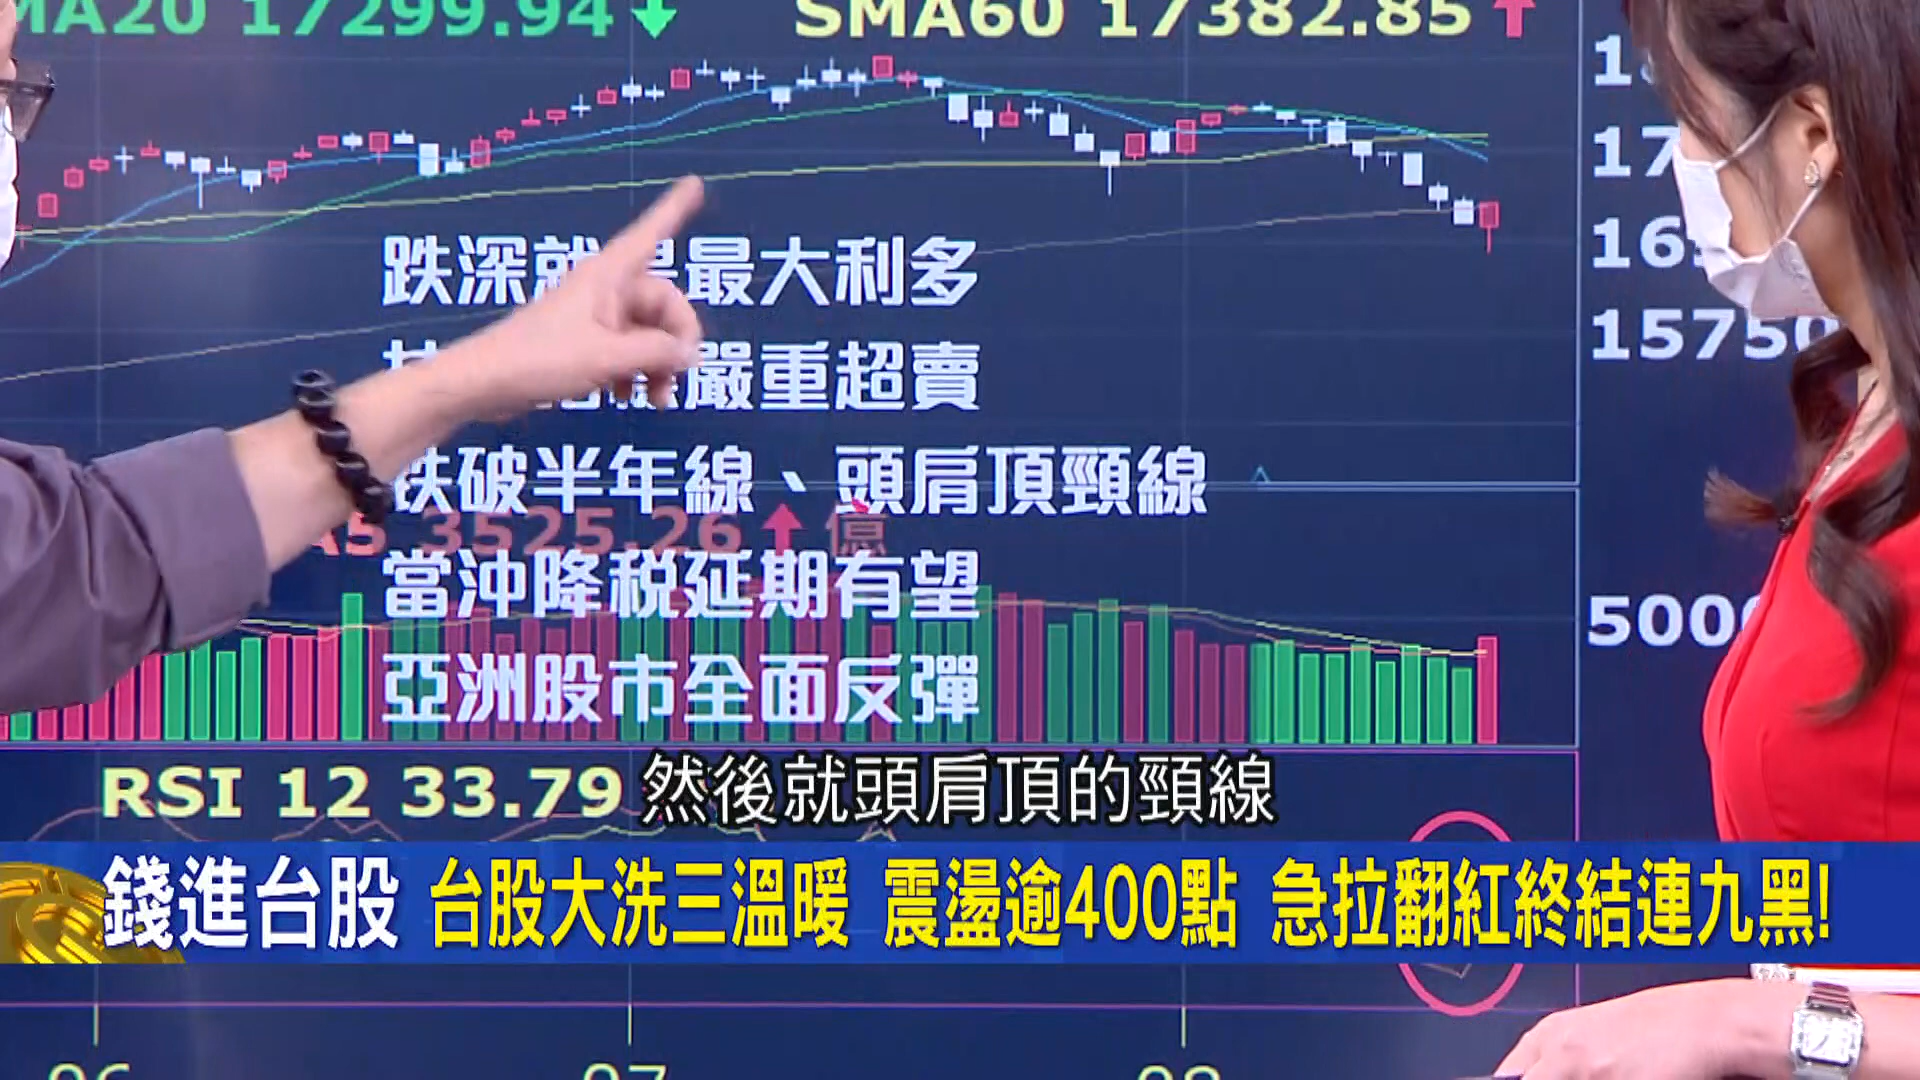 MA20 17299.94↓ SMA60 17382.85↑
跌深就是最大利多
嚴重超賣
跌破半年線、頭肩頂頸線
A5 3525.26↑億
當沖降稅延期有望
亞洲股市全面反彈
15750
RSI 12 33.79
然後就頭肩頂的頸線
錢進台股 台股大洗三溫暖 震盪逾400點 急拉翻紅終結連九黑!